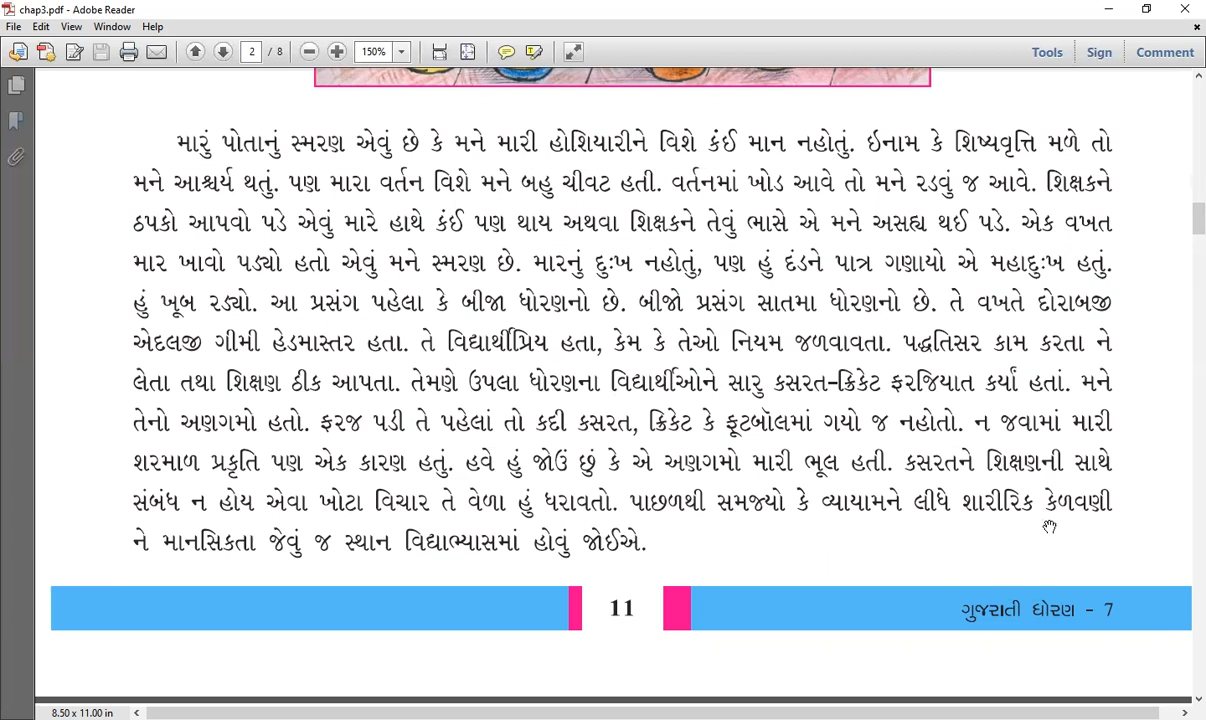 chap3.pdf - Adobe Reader
File Edit View Window Help
2 / 8 150% Tools Sign Comment
મારું પોતાનું સ્મરણ એવું છે કે મને મારી હોશિયારીને વિશે કંઈ માન નહોતું. ઇનામ કે શિષ્યવૃત્તિ મળે તો
મને આશ્ચર્ય થતું. પણ મારા વર્તન વિશે મને બહુ ચીવટ હતી. વર્તનમાં ખોડ આવે તો મને રડવું જ આવે. શિક્ષકને
ઠપકો આપવો પડે એવું મારે હાથે કંઈ પણ થાય અથવા શિક્ષકને તેવું ભાસે એ મને અસહ્ય થઈ પડે. એક વખત
માર ખાવો પડ્યો હતો એવું મને સ્મરણ છે. મારનું દુઃખ નહોતું, પણ હું દંડને પાત્ર ગણાયો એ મહાદુઃખ હતું.
હું ખૂબ રડ્યો. આ પ્રસંગ પહેલા કે બીજા ધોરણનો છે. બીજો પ્રસંગ સાતમા ધોરણનો છે. તે વખતે દોરાબજી
એદલજી ગીમી હેડમાસ્તર હતા. તે વિદ્યાર્થીપ્રિય હતા, કેમ કે તેઓ નિયમ જળવાવતા. પદ્ધતિસર કામ કરતા ને
લેતા તથા શિક્ષણ ઠીક આપતા. તેમણે ઉપલા ધોરણના વિદ્યાર્થીઓને સારુ કસરત-ક્રિકેટ ફરજિયાત કર્યાં હતાં. મને
તેનો અણગમો હતો. ફરજ પડી તે પહેલાં તો કદી કસરત, ક્રિકેટ કે ફૂટબૉલમાં ગયો જ નહોતો. ન જવામાં મારી
શરમાળ પ્રકૃતિ પણ એક કારણ હતું. હવે હું જોઉં છું કે એ અણગમો મારી ભૂલ હતી. કસરતને શિક્ષણની સાથે
સંબંધ ન હોય એવા ખોટા વિચાર તે વેળા હું ધરાવતો. પાછળથી સમજ્યો કે વ્યાયામને લીધે શારીરિક કેળવણી
ને માનસિકતા જેવું જ સ્થાન વિદ્યાભ્યાસમાં હોવું જોઈએ.
11 ગુજરાતી ધોરણ - 7
8.50 x 11.00 in